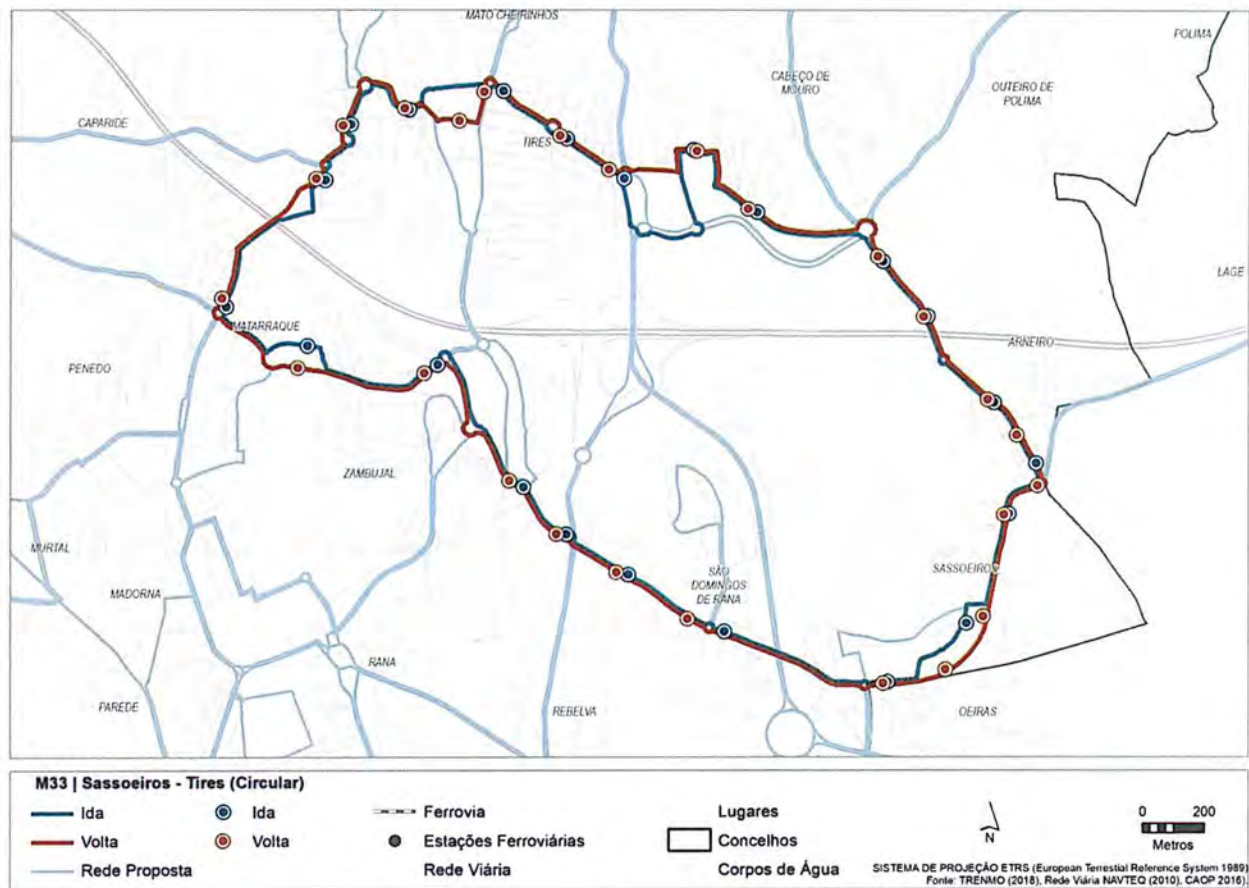 MATO CHEIRINHOS
POLIMA
CABEÇO DE
MOURO
OUTEIRO DE
POLIMA
CAPARIDE
TIRES
LAGE
MATARRAQUE
ARNEIRO
PENEDO
ZAMBUJAL
MURTAL
MADORNA
SÃO
DOMINGOS
DE RANA
SASSOEIROS
RANA
PAREDE
REBELVA
OEIRAS
M33 | Sassoeiros - Tires (Circular)
Ida
Volta
Rede Proposta
Ida
Volta
Ferrovia
Estações Ferroviárias
Rede Viária
Lugares
Concelhos
Corpos de Água
N
0 200
Metros
SISTEMA DE PROJEÇÃO ETRS (European Terrestial Reference System 1989)
Fonte: TRENMO (2018), Rede Viária NAVTEQ (2010), CAOP 2016)